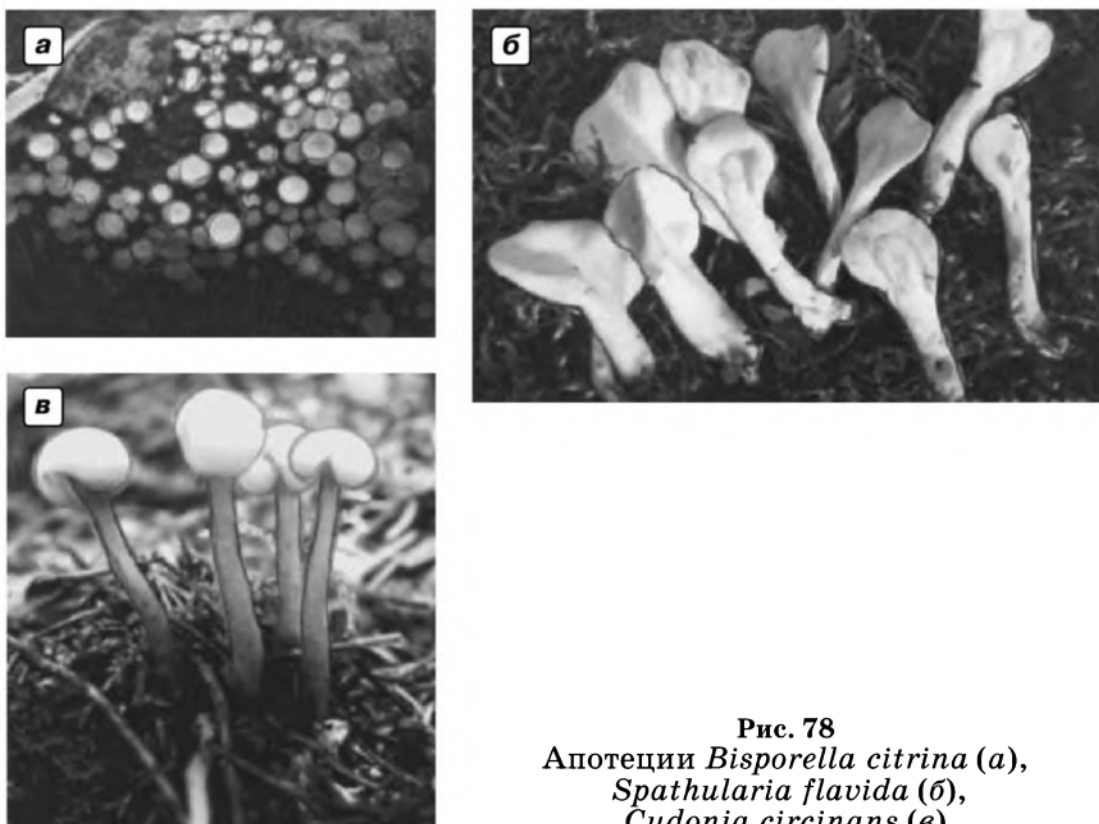 а
б
в
Рис. 78
Апотеции Bisporella citrina (а),
Spathularia flavida (б),
Cudonia circinans (в)